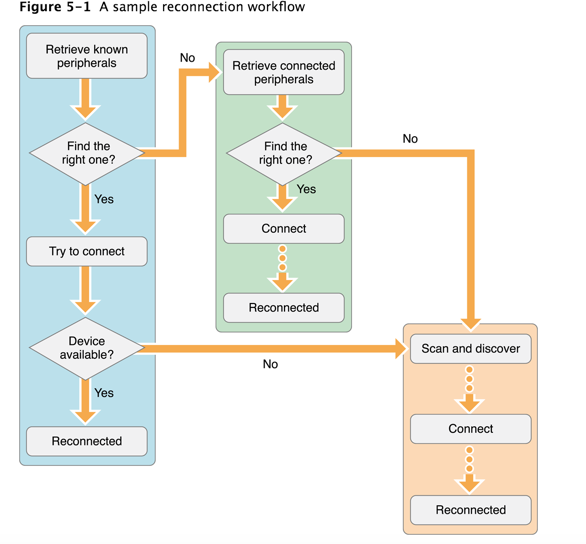 Figure 5-1 A sample reconnection workflow
Retrieve known
peripherals
Find the
right one?
Yes
No
Try to connect
Device
available?
Yes
No
Reconnected
Retrieve connected
peripherals
Find the
right one?
Yes
No
Connect
Reconnected
Scan and discover
Connect
Reconnected